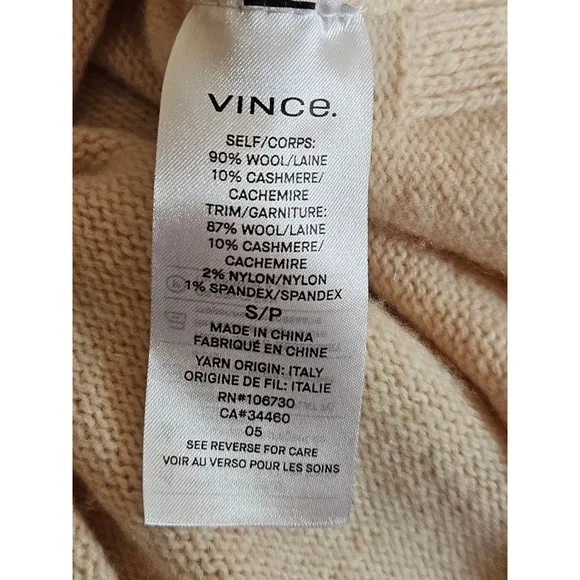 VINCe.
SELF/CORPS:
90% WOOL/LAINE
10% CASHMERE/
CACHEMIRE
TRIM/GARNITURE:
87% WOOL/LAINE
10% CASHMERE/
CACHEMIRE
2% NYLON/NYLON
1% SPANDEX/SPANDEX
S/P
MADE IN CHINA
FABRIQUÉ EN CHINE
YARN ORIGIN: ITALY
ORIGINE DE FIL: ITALIE
RN#106730
CA#34460
05
SEE REVERSE FOR CARE
VOIR AU VERSO POUR LES SOINS